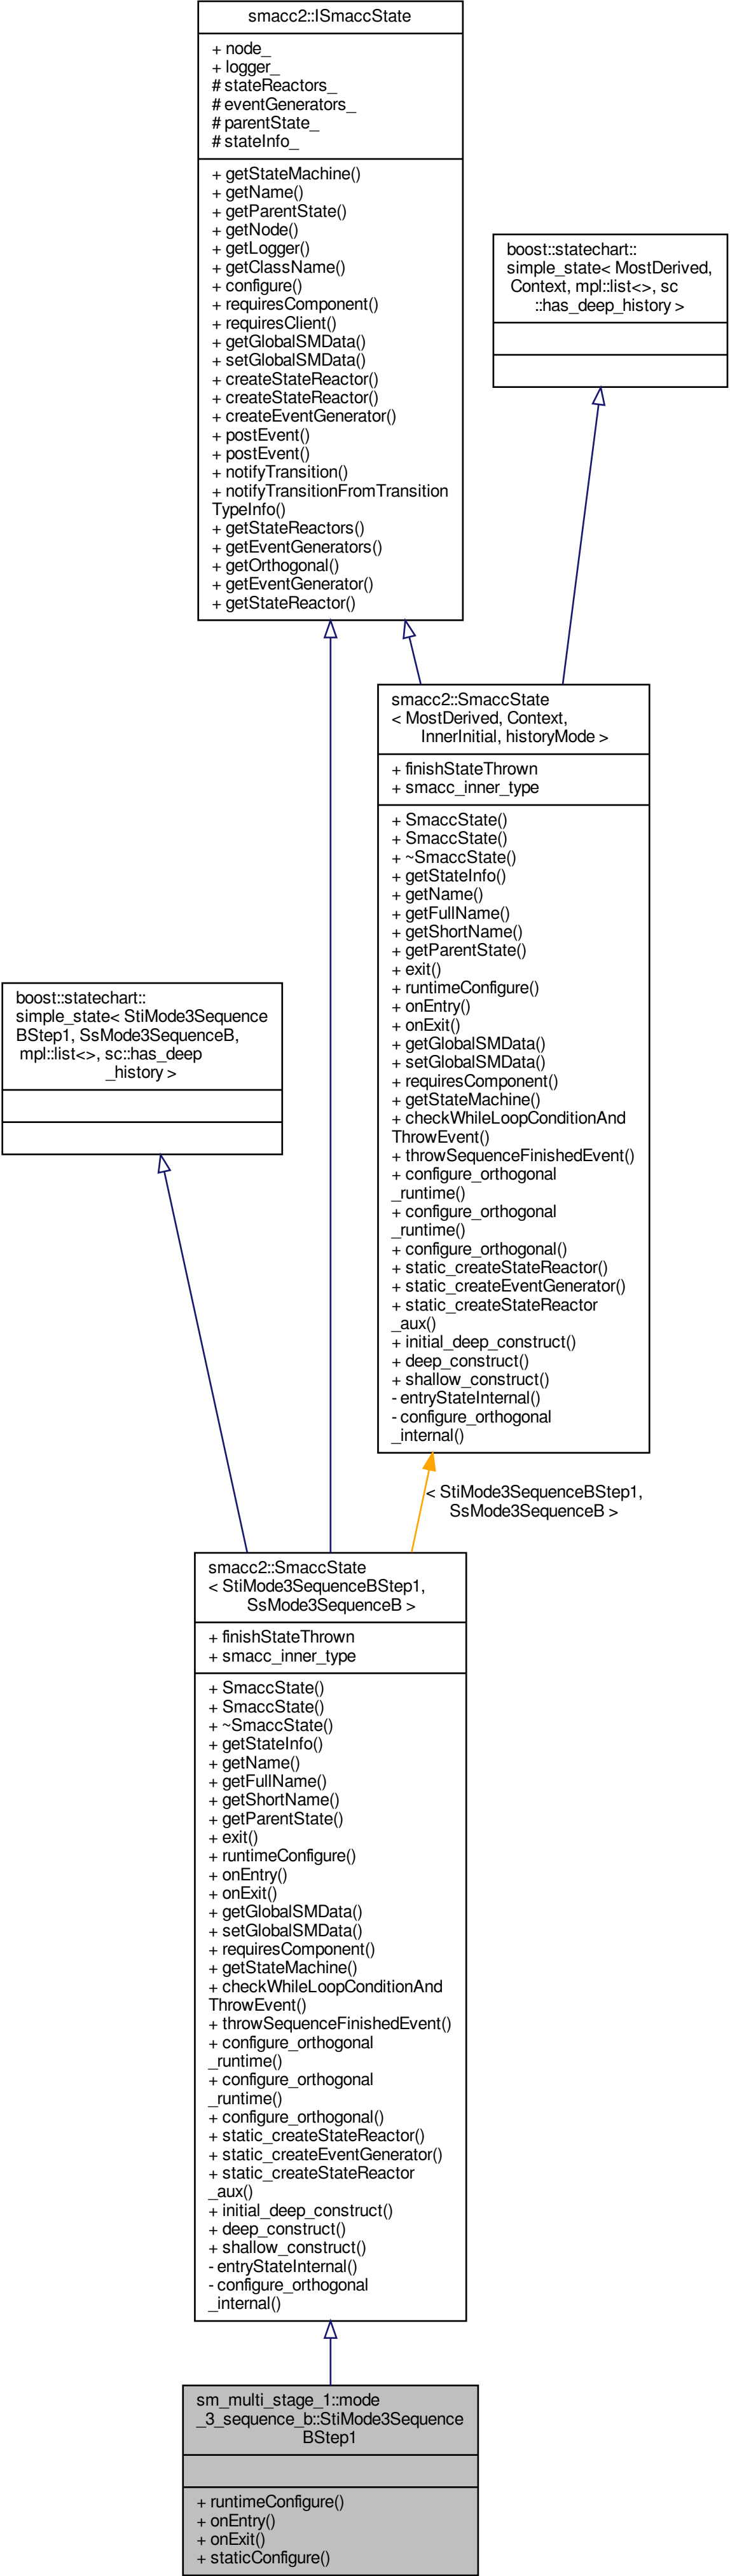 smacc2::ISmaccState
+ node_
+ logger_
# stateReactors_
# eventGenerators_
# parentState_
# stateInfo_
+ getStateMachine()
+ getName()
+ getParentState()
+ getNode()
+ getLogger()
+ getClassName()
+ configure()
+ requiresComponent()
+ requiresClient()
+ getGlobalSMData()
+ setGlobalSMData()
+ createStateReactor()
+ createStateReactor()
+ createEventGenerator()
+ postEvent()
+ postEvent()
+ notifyTransition()
+ notifyTransitionFromTransition
TypeInfo()
+ getStateReactors()
+ getEventGenerators()
+ getOrthogonal()
+ getEventGenerator()
+ getStateReactor()
boost::statechart::
simple_state< MostDerived,
Context, mpl::list<>, sc
::has_deep_history >
smacc2::SmaccState
< MostDerived, Context,
InnerInitial, historyMode >
+ finishStateThrown
+ smacc_inner_type
+ SmaccState()
+ SmaccState()
+ ~SmaccState()
+ getStateInfo()
+ getName()
+ getFullName()
+ getShortName()
+ getParentState()
+ exit()
+ runtimeConfigure()
+ onEntry()
+ onExit()
+ getGlobalSMData()
+ setGlobalSMData()
+ requiresComponent()
+ getStateMachine()
+ checkWhileLoopConditionAnd
ThrowEvent()
+ throwSequenceFinishedEvent()
+ configure_orthogonal
_runtime()
+ configure_orthogonal
_runtime()
+ configure_orthogonal()
+ static_createStateReactor()
+ static_createEventGenerator()
+ static_createStateReactor
_aux()
+ initial_deep_construct()
+ deep_construct()
+ shallow_construct()
- entryStateInternal()
- configure_orthogonal
_internal()
boost::statechart::
simple_state< StiMode3Sequence
BStep1, SsMode3SequenceB,
mpl::list<>, sc::has_deep
_history >
< StiMode3SequenceBStep1,
SsMode3SequenceB >
smacc2::SmaccState
< StiMode3SequenceBStep1,
SsMode3SequenceB >
+ finishStateThrown
+ smacc_inner_type
+ SmaccState()
+ SmaccState()
+ ~SmaccState()
+ getStateInfo()
+ getName()
+ getFullName()
+ getShortName()
+ getParentState()
+ exit()
+ runtimeConfigure()
+ onEntry()
+ onExit()
+ getGlobalSMData()
+ setGlobalSMData()
+ requiresComponent()
+ getStateMachine()
+ checkWhileLoopConditionAnd
ThrowEvent()
+ throwSequenceFinishedEvent()
+ configure_orthogonal
_runtime()
+ configure_orthogonal
_runtime()
+ configure_orthogonal()
+ static_createStateReactor()
+ static_createEventGenerator()
+ static_createStateReactor
_aux()
+ initial_deep_construct()
+ deep_construct()
+ shallow_construct()
- entryStateInternal()
- configure_orthogonal
_internal()
sm_multi_stage_1::mode
_3_sequence_b::StiMode3Sequence
BStep1
+ runtimeConfigure()
+ onEntry()
+ onExit()
+ staticConfigure()